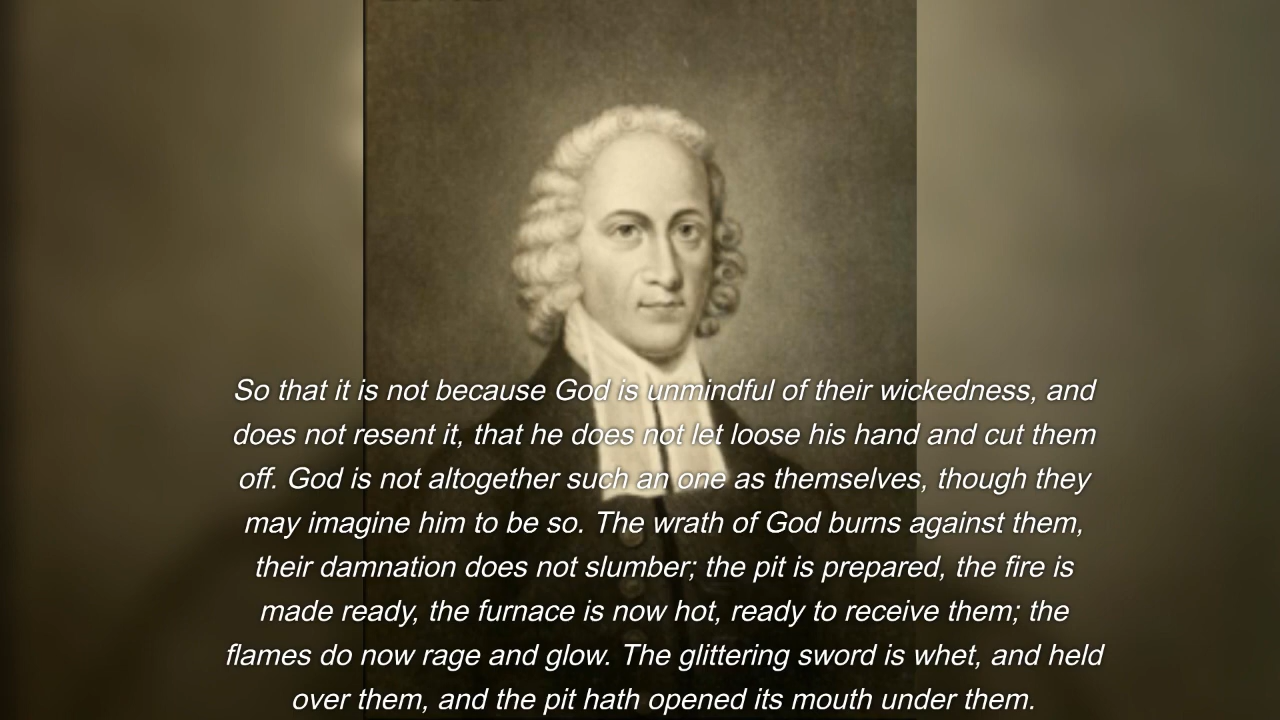 So that it is not because God is unmindful of their wickedness, and
does not resent it, that he does not let loose his hand and cut them
off. God is not altogether such an one as themselves, though they
may imagine him to be so. The wrath of God burns against them,
their damnation does not slumber; the pit is prepared, the fire is
made ready, the furnace is now hot, ready to receive them; the
flames do now rage and glow. The glittering sword is whet, and held
over them, and the pit hath opened its mouth under them.